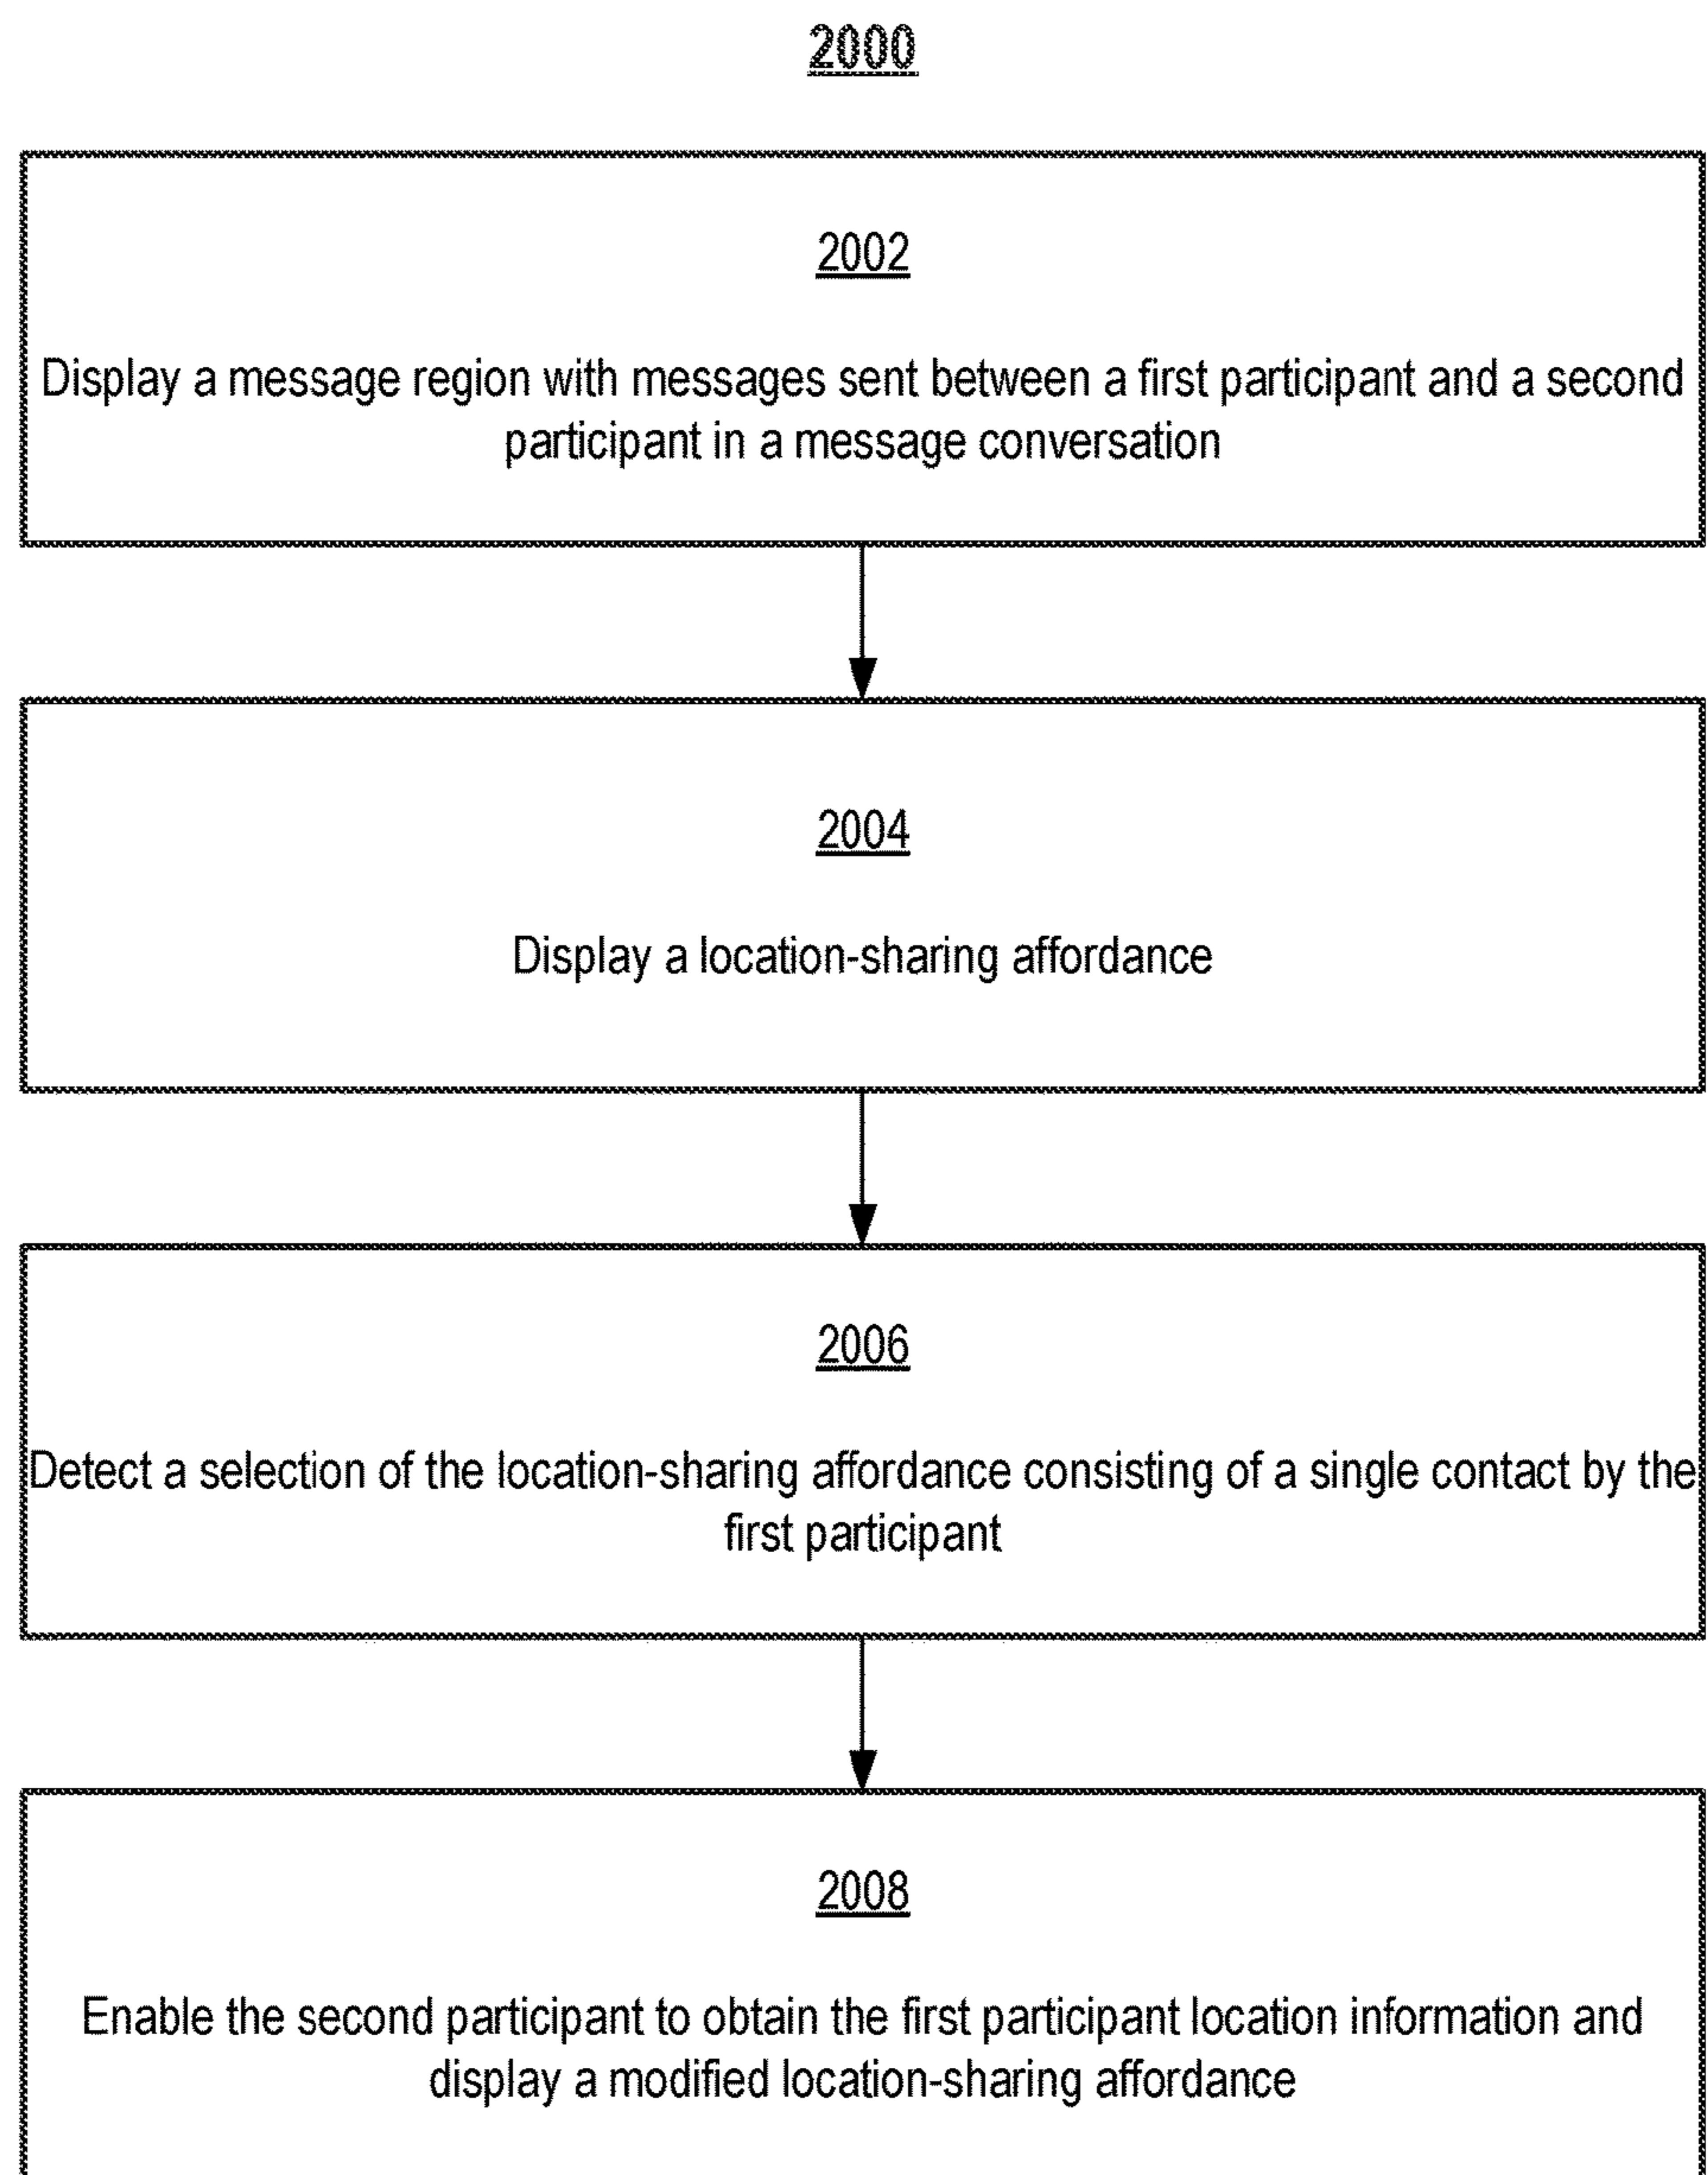 2000
2002
Display a message region with messages sent between a first participant and a second
participant in a message conversation
2004
Display a location-sharing affordance
2006
Detect a selection of the location-sharing affordance consisting of a single contact by the
first participant
2008
Enable the second participant to obtain the first participant location information and
display a modified location-sharing affordance